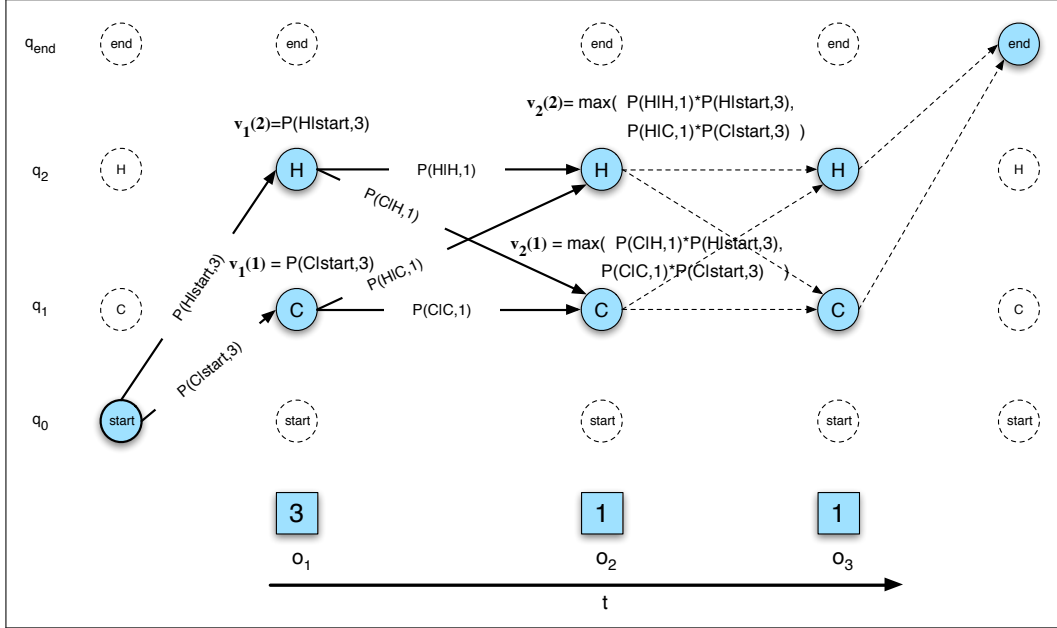 q_end end end end end end
v_2(2)= max( P(H|H,1)*P(H|start,3),
v_1(2)=P(H|start,3) P(H|C,1)*P(C|start,3) )
q_2 H H P(H|H,1) H H H
P(C|H,1)
v_2(1) = max( P(C|H,1)*P(H|start,3),
v_1(1) = P(C|start,3) P(H|C,1) P(C|C,1)*P(C|start,3) )
P(H|start,3)
q_1 C C P(C|C,1) C C C
P(C|start,3)
q_0 start start start start start
3 1 1
o_1 o_2 o_3
t